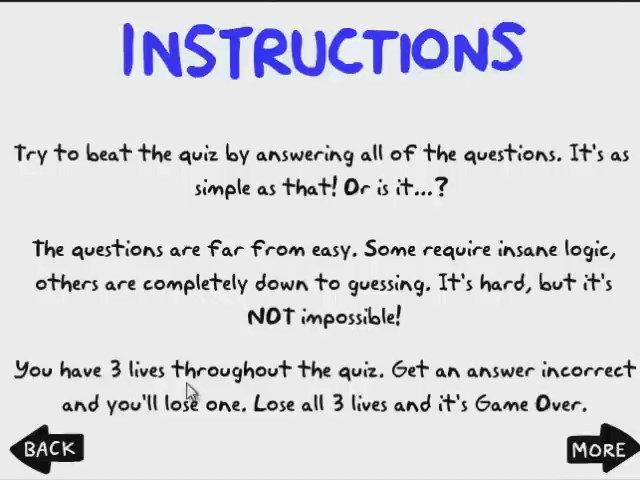 INSTRUCTIONS
Try to beat the quiz by answering all of the questions. It's as
simple as that! Or is it...?
The questions are far from easy. Some require insane logic,
others are completely down to guessing. It's hard, but it's
NOT impossible!
You have 3 lives throughout the quiz. Get an answer incorrect
and you'll lose one. Lose all 3 lives and it's Game Over.
BACK
MORE